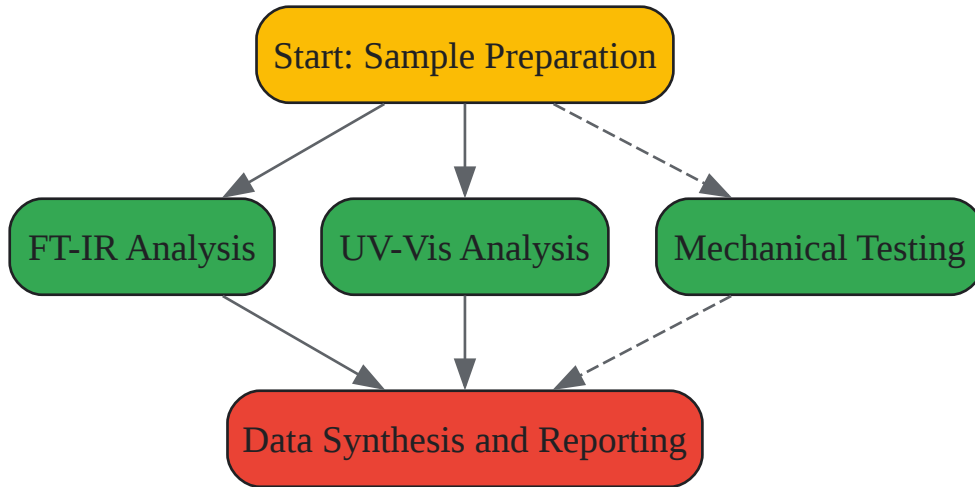 Start: Sample Preparation
FT-IR Analysis
UV-Vis Analysis
Mechanical Testing
Data Synthesis and Reporting